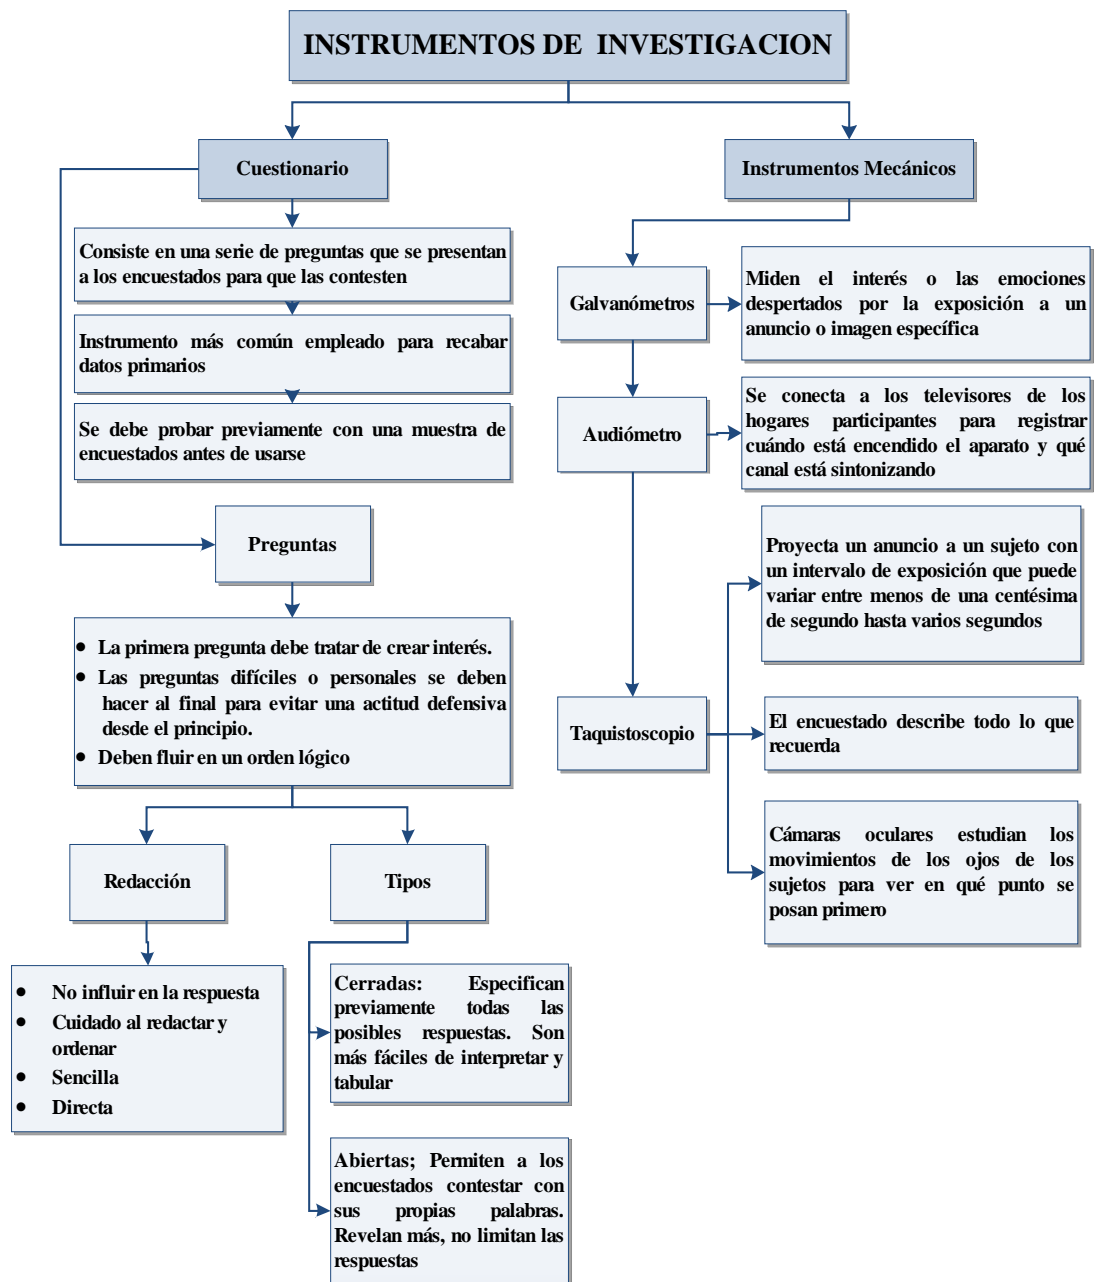 INSTRUMENTOS DE INVESTIGACION
Cuestionario
Consiste en una serie de preguntas que se presentan
a los encuestados para que las contesten
Instrumento más común empleado para recabar
datos primarios
Se debe probar previamente con una muestra de
encuestados antes de usarse
Preguntas
• La primera pregunta debe tratar de crear interés.
• Las preguntas difíciles o personales se deben
hacer al final para evitar una actitud defensiva
desde el principio.
• Deben fluir en un orden lógico
Redacción
• No influir en la respuesta
• Cuidado al redactar y
ordenar
• Sencilla
• Directa
Tipos
Cerradas: Especifican
previamente todas las
posibles respuestas. Son
más fáciles de interpretar y
tabular
Abiertas; Permiten a los
encuestados contestar con
sus propias palabras.
Revelan más, no limitan las
respuestas
Instrumentos Mecánicos
Galvanómetros
Miden el interés o las emociones
despertados por la exposición a un
anuncio o imagen específica
Audiómetro
Se conecta a los televisores de los
hogares participantes para registrar
cuándo está encendido el aparato y qué
canal está sintonizando
Taquistoscopio
Proyecta un anuncio a un sujeto con
un intervalo de exposición que puede
variar entre menos de una centésima
de segundo hasta varios segundos
El encuestado describe todo lo que
recuerda
Cámaras oculares estudian los
movimientos de los ojos de los
sujetos para ver en qué punto se
posan primero